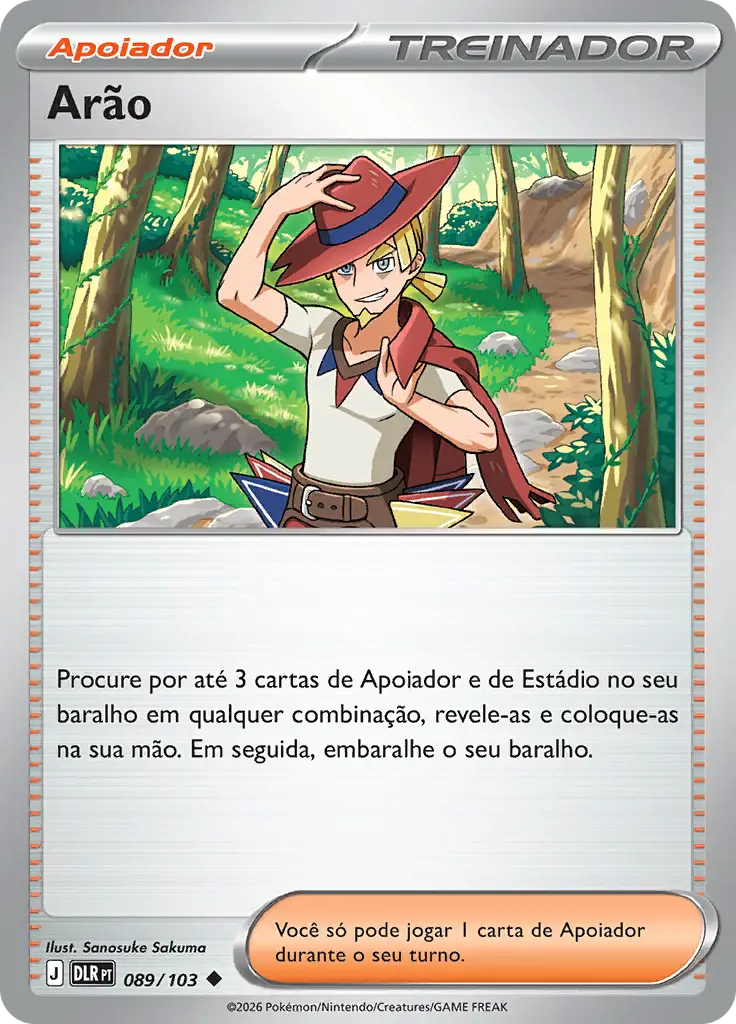 Apoiador
TREINADOR
Arão
Procure por até 3 cartas de Apoiador e de Estádio no seu
baralho em qualquer combinação, revele-as e coloque-as
na sua mão. Em seguida, embaralhe o seu baralho.
Você só pode jogar 1 carta de Apoiador
durante o seu turno.
Ilust. Sanosuke Sakuma
J DLR PT 089/103
©2026 Pokémon/Nintendo/Creatures/GAME FREAK